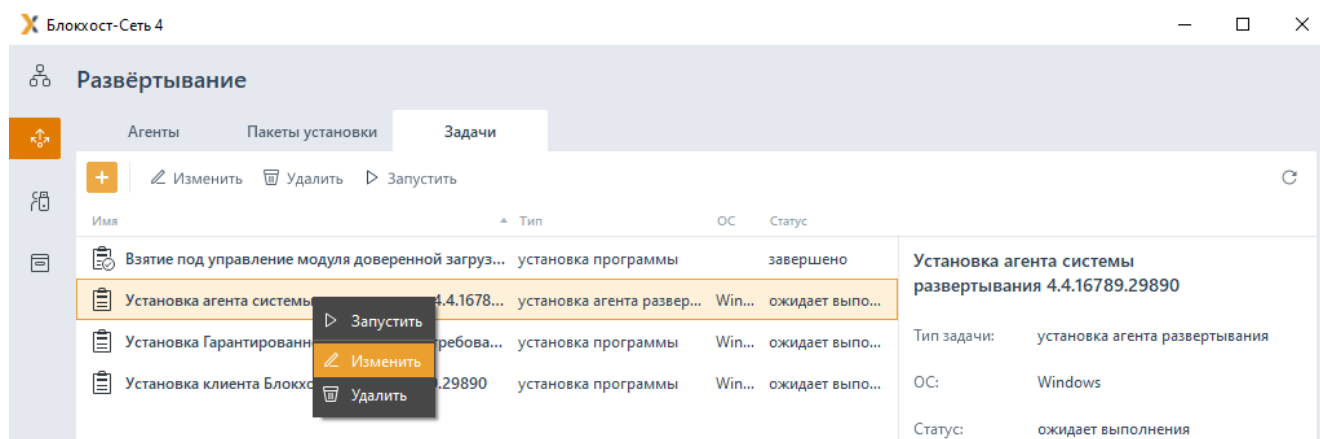 Блокхост-Сеть 4
Развёртывание
Агенты Пакеты установки Задачи
+ Изменить Удалить Запустить
Имя Тип ОС Статус
Взятие под управление модуля доверенной загруз... установка программы завершено
Установка агента системы 4.4.1678... установка агента развер... Win... ожидает выпо...
Установка Гарантированн требова... установка программы Win... ожидает выпо...
Установка клиента Блокхо .29890 установка программы Win... ожидает выпо...
Запустить
Изменить
Удалить
Установка агента системы
развертывания 4.4.16789.29890
Тип задачи: установка агента развертывания
ОС: Windows
Статус: ожидает выполнения